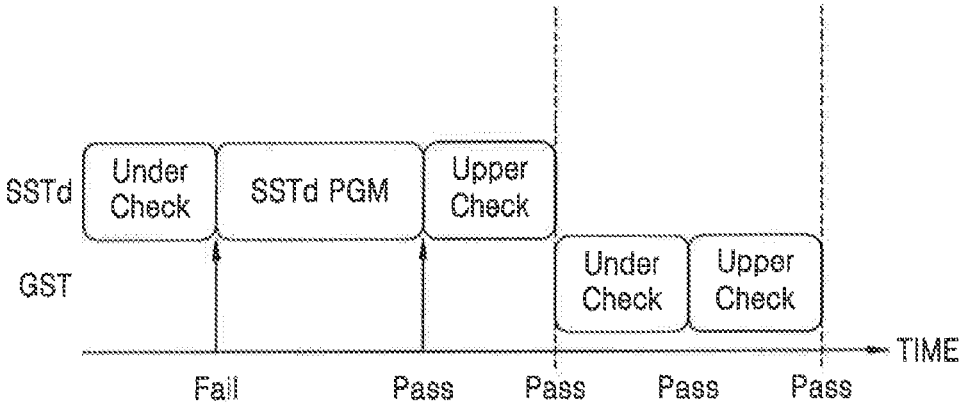 SSTd
Under
Check
SSTd PGM
Upper
Check
GST
Under
Check
Upper
Check
TIME
Fail
Pass
Pass
Pass
Pass